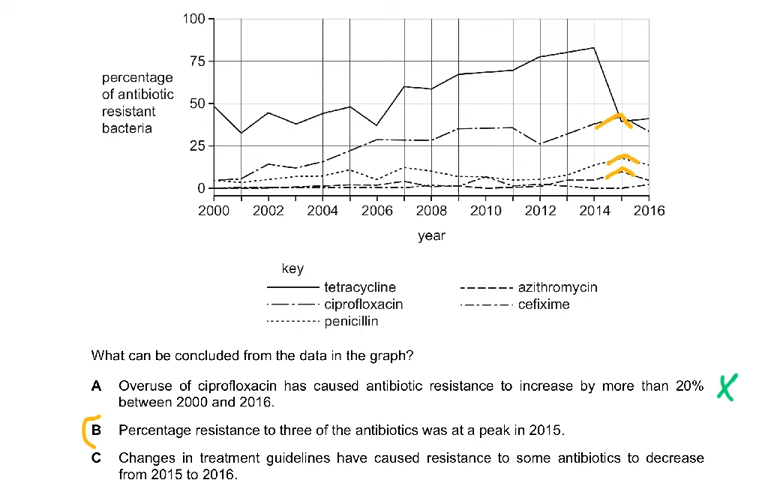 100
75
percentage
of antibiotic
resistant
bacteria
50
25
0
2000 2002 2004 2006 2008 2010 2012 2014 2016
year
key
tetracycline azithromycin
ciprofloxacin cefixime
penicillin
What can be concluded from the data in the graph?
A Overuse of ciprofloxacin has caused antibiotic resistance to increase by more than 20%
between 2000 and 2016.
B Percentage resistance to three of the antibiotics was at a peak in 2015.
C Changes in treatment guidelines have caused resistance to some antibiotics to decrease
from 2015 to 2016.